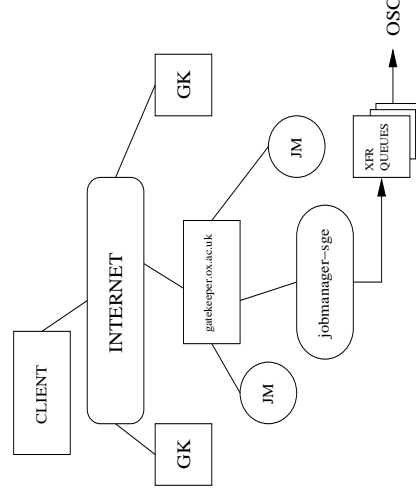 CLIENT
INTERNET
GK
GK
gatekeeper.ox.ac.uk
JM
JM
jobmanager−sge
XFR
QUEUES
OSC